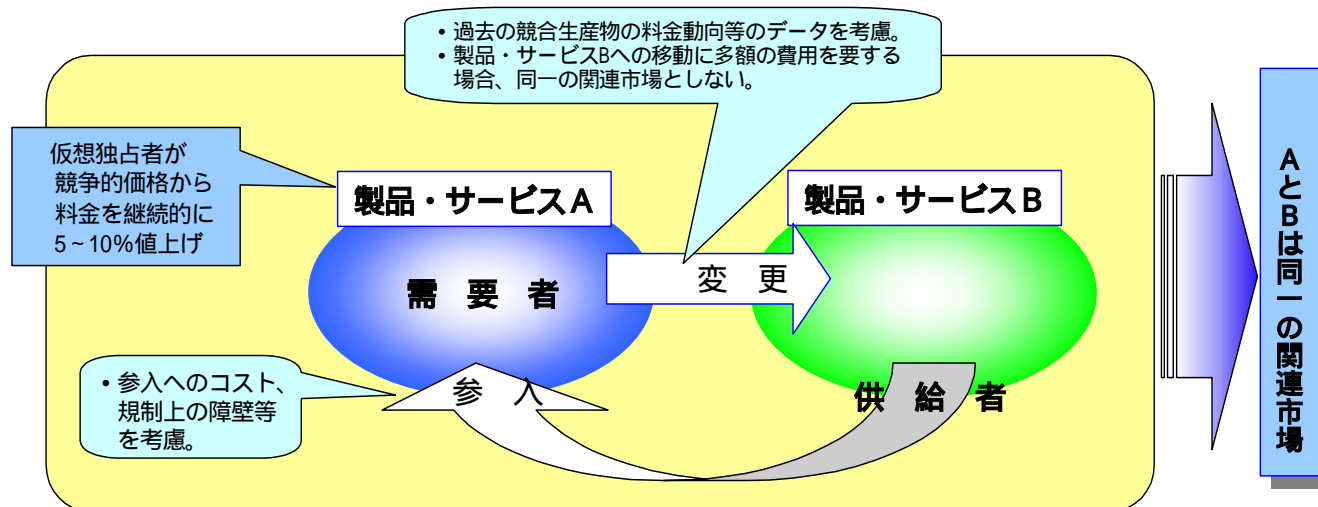 ・過去の競合生産物の料金動向等のデータを考慮。
・製品・サービスBへの移動に多額の費用を要する
場合、同一の関連市場としない。
仮想独占者が
競争的価格から
料金を継続的に
5~10%値上げ
製品・サービスA
製品・サービスB
需 要 者
変 更
・参入へのコスト、
規制上の障壁等
を考慮。
参 入
供 給 者
AとBは同一の関連市場